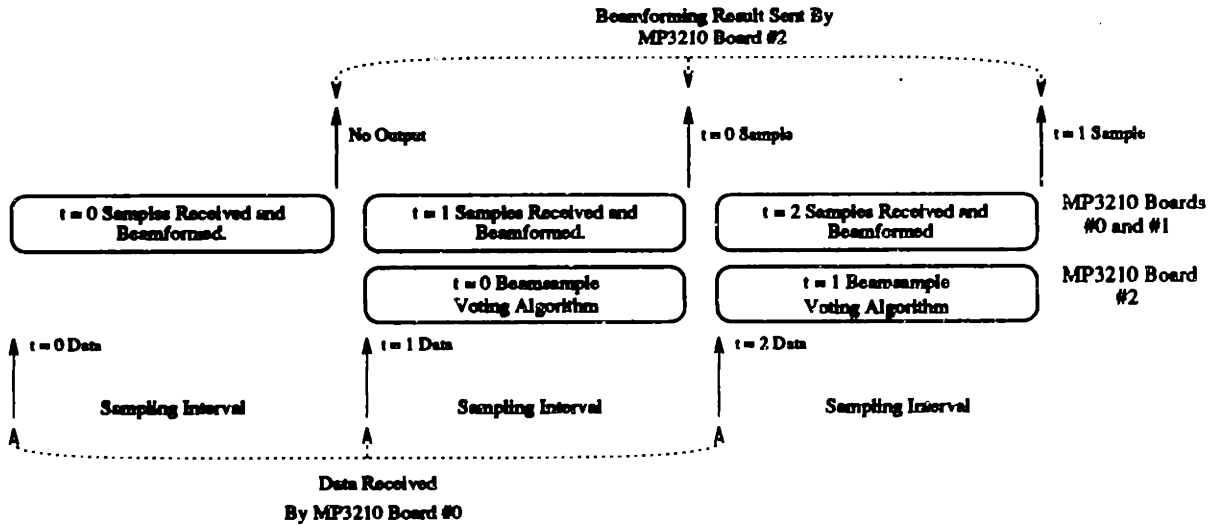 Beamforming Result Sent By
MP3210 Board #2
No Output
t = 0 Sample
t = 1 Sample
t = 0 Samples Received and
Beamformed.
t = 1 Samples Received and
Beamformed.
t = 2 Samples Received and
Beamformed
MP3210 Boards
#0 and #1
t = 0 Beamsample
Voting Algorithm
t = 1 Beamsample
Voting Algorithm
MP3210 Board
#2
t = 0 Data
t = 1 Data
t = 2 Data
Sampling Interval
Sampling Interval
Sampling Interval
Data Received
By MP3210 Board #0